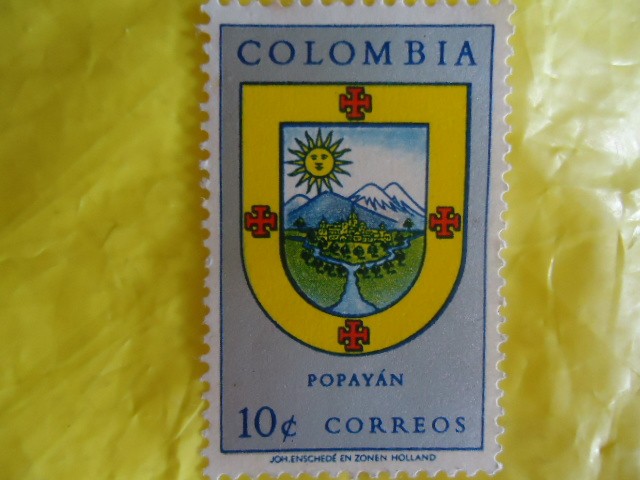 COLOMBIA
POPAYÁN
10¢ CORREOS
JOH. ENSCHEDÉ EN ZONEN HOLLAND